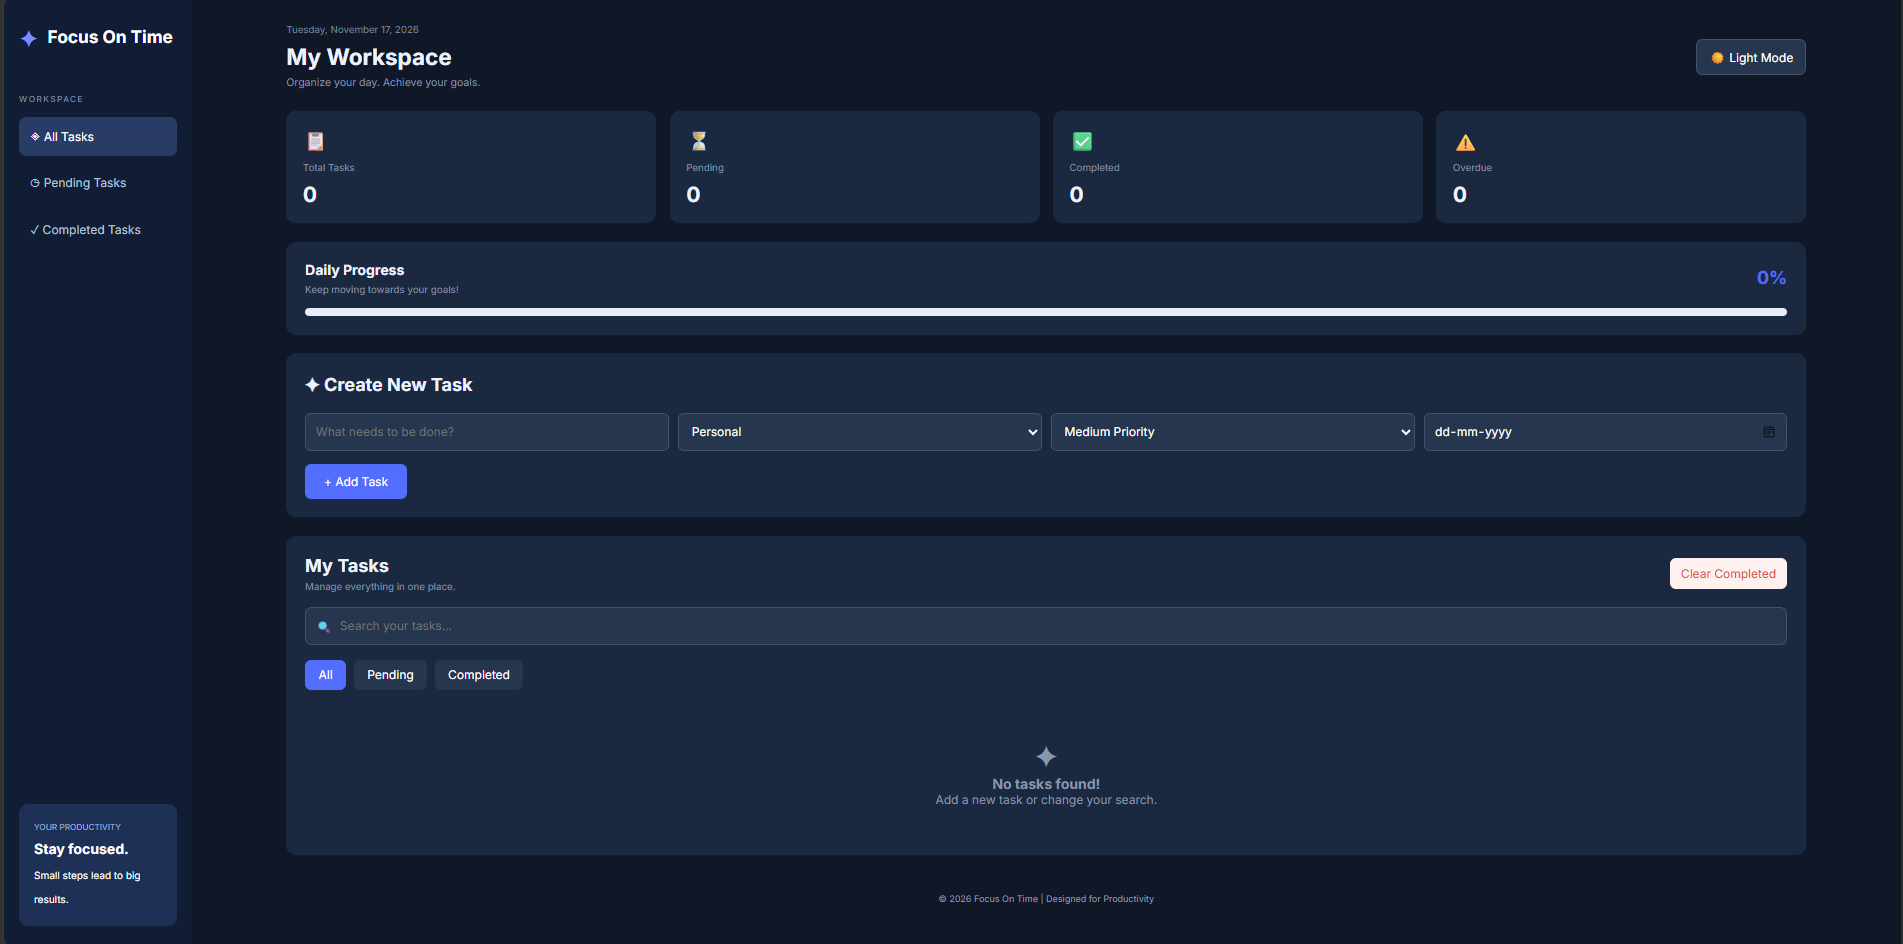 Focus On Time
WORKSPACE
All Tasks
Pending Tasks
✓ Completed Tasks
YOUR PRODUCTIVITY
Stay focused.
Small steps lead to big
results.
Tuesday, November 17, 2026
My Workspace
Organize your day. Achieve your goals.
Light Mode
Total Tasks
0
Pending
0
Completed
0
Overdue
0
Daily Progress
Keep moving towards your goals!
0%
Create New Task
What needs to be done?
Personal
Medium Priority
dd-mm-yyyy
+ Add Task
My Tasks
Manage everything in one place.
Clear Completed
Search your tasks...
All
Pending
Completed
No tasks found!
Add a new task or change your search.
© 2026 Focus On Time | Designed for Productivity